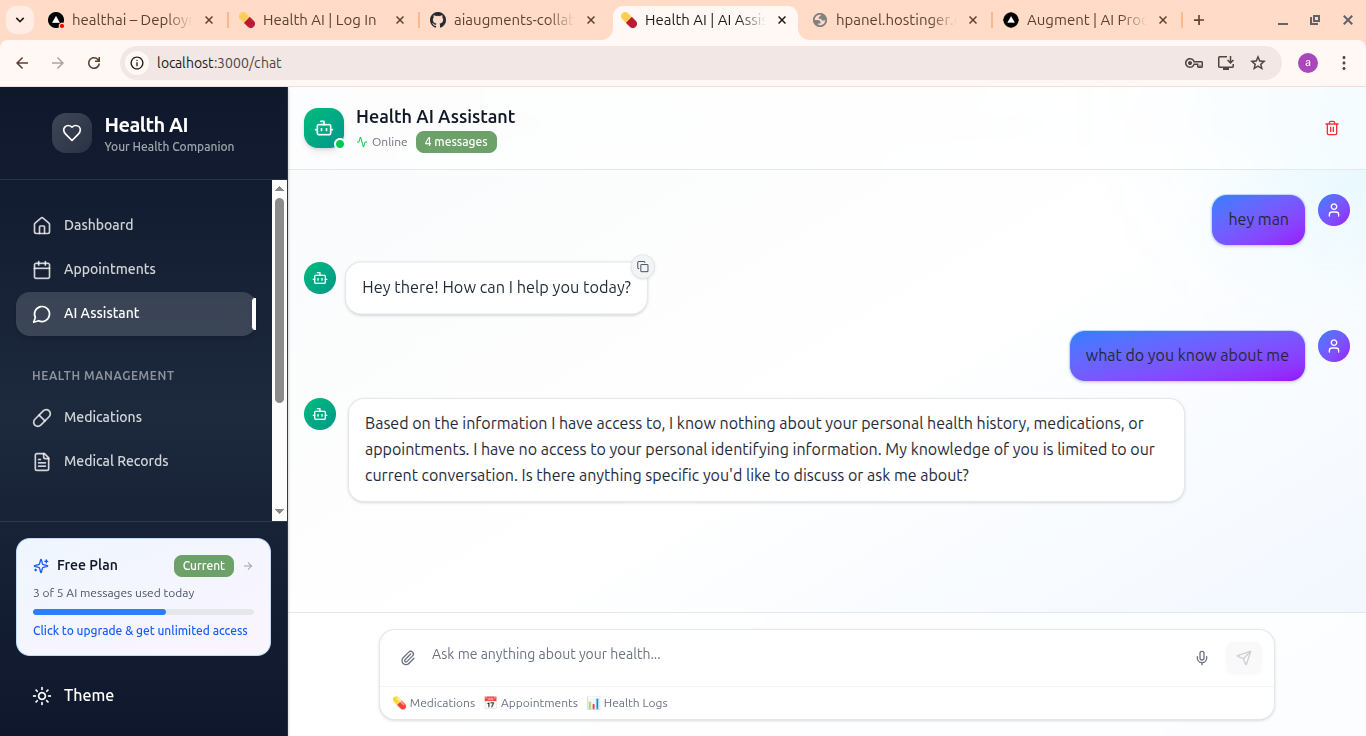 healthai – Deploy
Health AI | Log In
aiaugments-collab
Health AI | AI Assis
hpanel.hostinger.
Augment | AI Pro
localhost:3000/chat
a
Health AI
Your Health Companion
Dashboard
Appointments
AI Assistant
HEALTH MANAGEMENT
Medications
Medical Records
Free Plan
Current
3 of 5 AI messages used today
Click to upgrade & get unlimited access
Theme
Health AI Assistant
Online
4 messages
hey man
Hey there! How can I help you today?
what do you know about me
Based on the information I have access to, I know nothing about your personal health history, medications, or
appointments. I have no access to your personal identifying information. My knowledge of you is limited to our
current conversation. Is there anything specific you'd like to discuss or ask me about?
Ask me anything about your health...
💊 Medications 📅 Appointments 📊 Health Logs